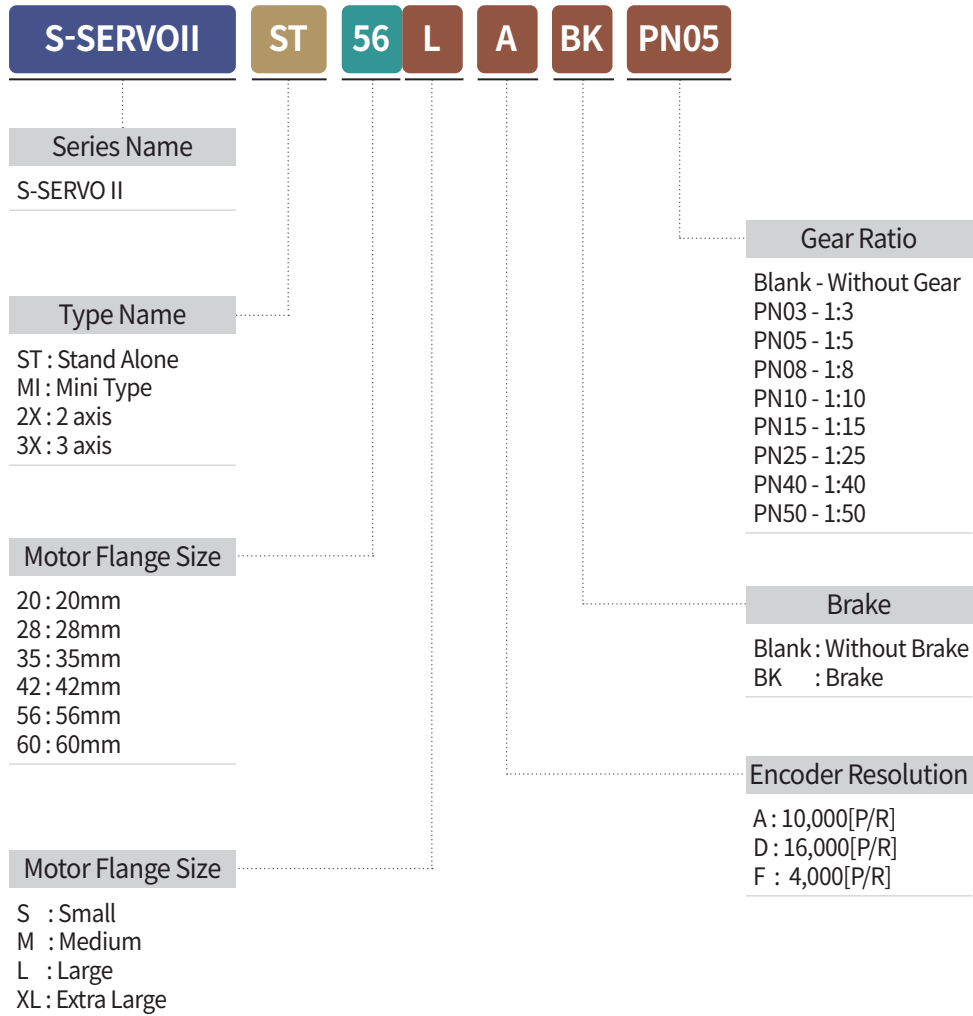 S-SERVOII ST 56 L A BK PN05
Series Name
S-SERVO II
Type Name
ST : Stand Alone
MI : Mini Type
2X : 2 axis
3X : 3 axis
Motor Flange Size
20 : 20mm
28 : 28mm
35 : 35mm
42 : 42mm
56 : 56mm
60 : 60mm
Motor Flange Size
S : Small
M : Medium
L : Large
XL : Extra Large
Gear Ratio
Blank - Without Gear
PN03 - 1:3
PN05 - 1:5
PN08 - 1:8
PN10 - 1:10
PN15 - 1:15
PN25 - 1:25
PN40 - 1:40
PN50 - 1:50
Brake
Blank : Without Brake
BK : Brake
Encoder Resolution
A : 10,000[P/R]
D : 16,000[P/R]
F : 4,000[P/R]